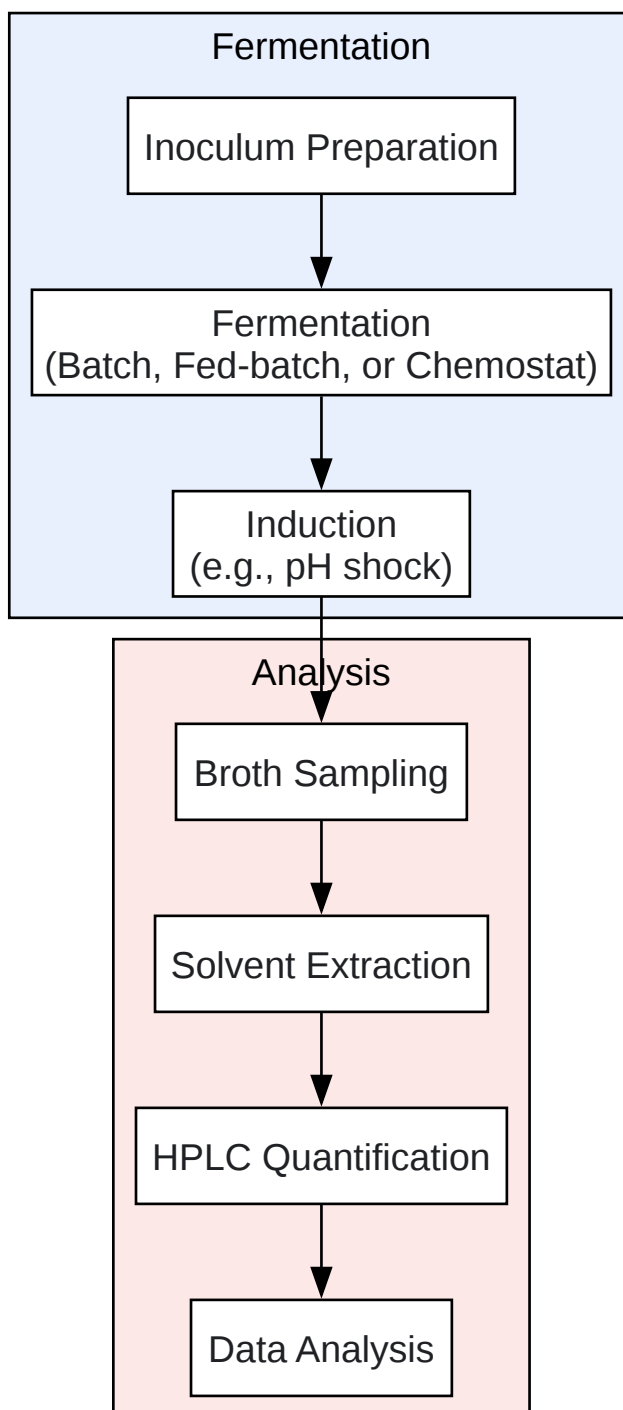 Fermentation
Inoculum Preparation
Fermentation
(Batch, Fed-batch, or Chemostat)
Induction
(e.g., pH shock)
Analysis
Broth Sampling
Solvent Extraction
HPLC Quantification
Data Analysis